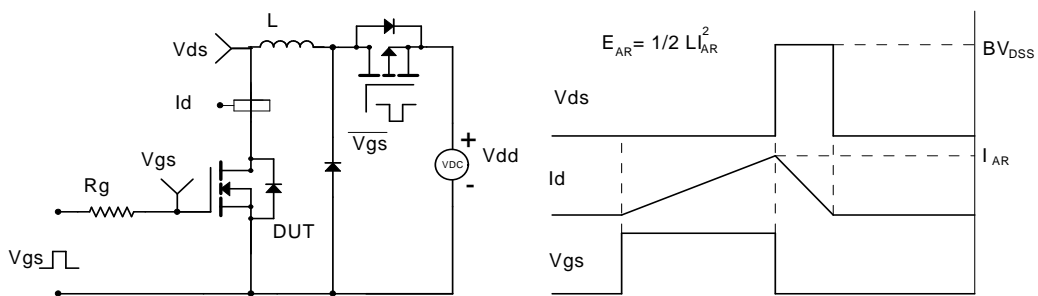 L
Vds
Id
Vgs
Rg
DUT
Vgs
Vgs
+
VDC
-
Vdd
E_AR= 1/2 LI²_AR
BV_DSS
Vds
I_AR
Id
Vgs